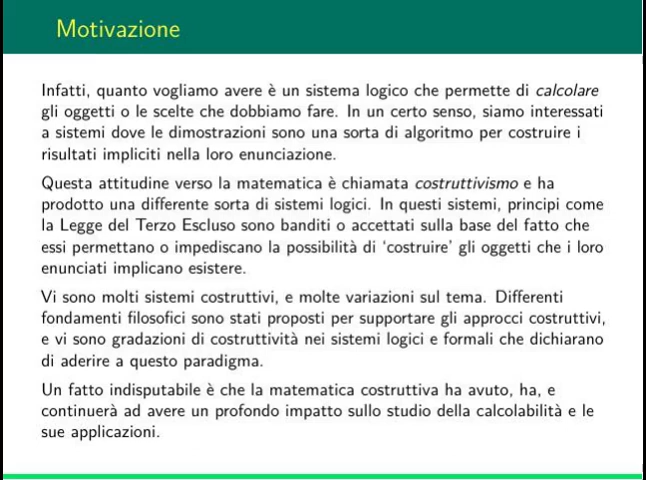 Motivazione
Infatti, quanto vogliamo avere è un sistema logico che permette di calcolare
gli oggetti o le scelte che dobbiamo fare. In un certo senso, siamo interessati
a sistemi dove le dimostrazioni sono una sorta di algoritmo per costruire i
risultati impliciti nella loro enunciazione.
Questa attitudine verso la matematica è chiamata costruttivismo e ha
prodotto una differente sorta di sistemi logici. In questi sistemi, principi come
la Legge del Terzo Escluso sono banditi o accettati sulla base del fatto che
essi permettano o impediscano la possibilità di ‘costruire’ gli oggetti che i loro
enunciati implicano esistere.
Vi sono molti sistemi costruttivi, e molte variazioni sul tema. Differenti
fondamenti filosofici sono stati proposti per supportare gli approcci costruttivi,
e vi sono gradazioni di costruttività nei sistemi logici e formali che dichiarano
di aderire a questo paradigma.
Un fatto indisputabile è che la matematica costruttiva ha avuto, ha, e
continuerà ad avere un profondo impatto sullo studio della calcolabilità e le
sue applicazioni.